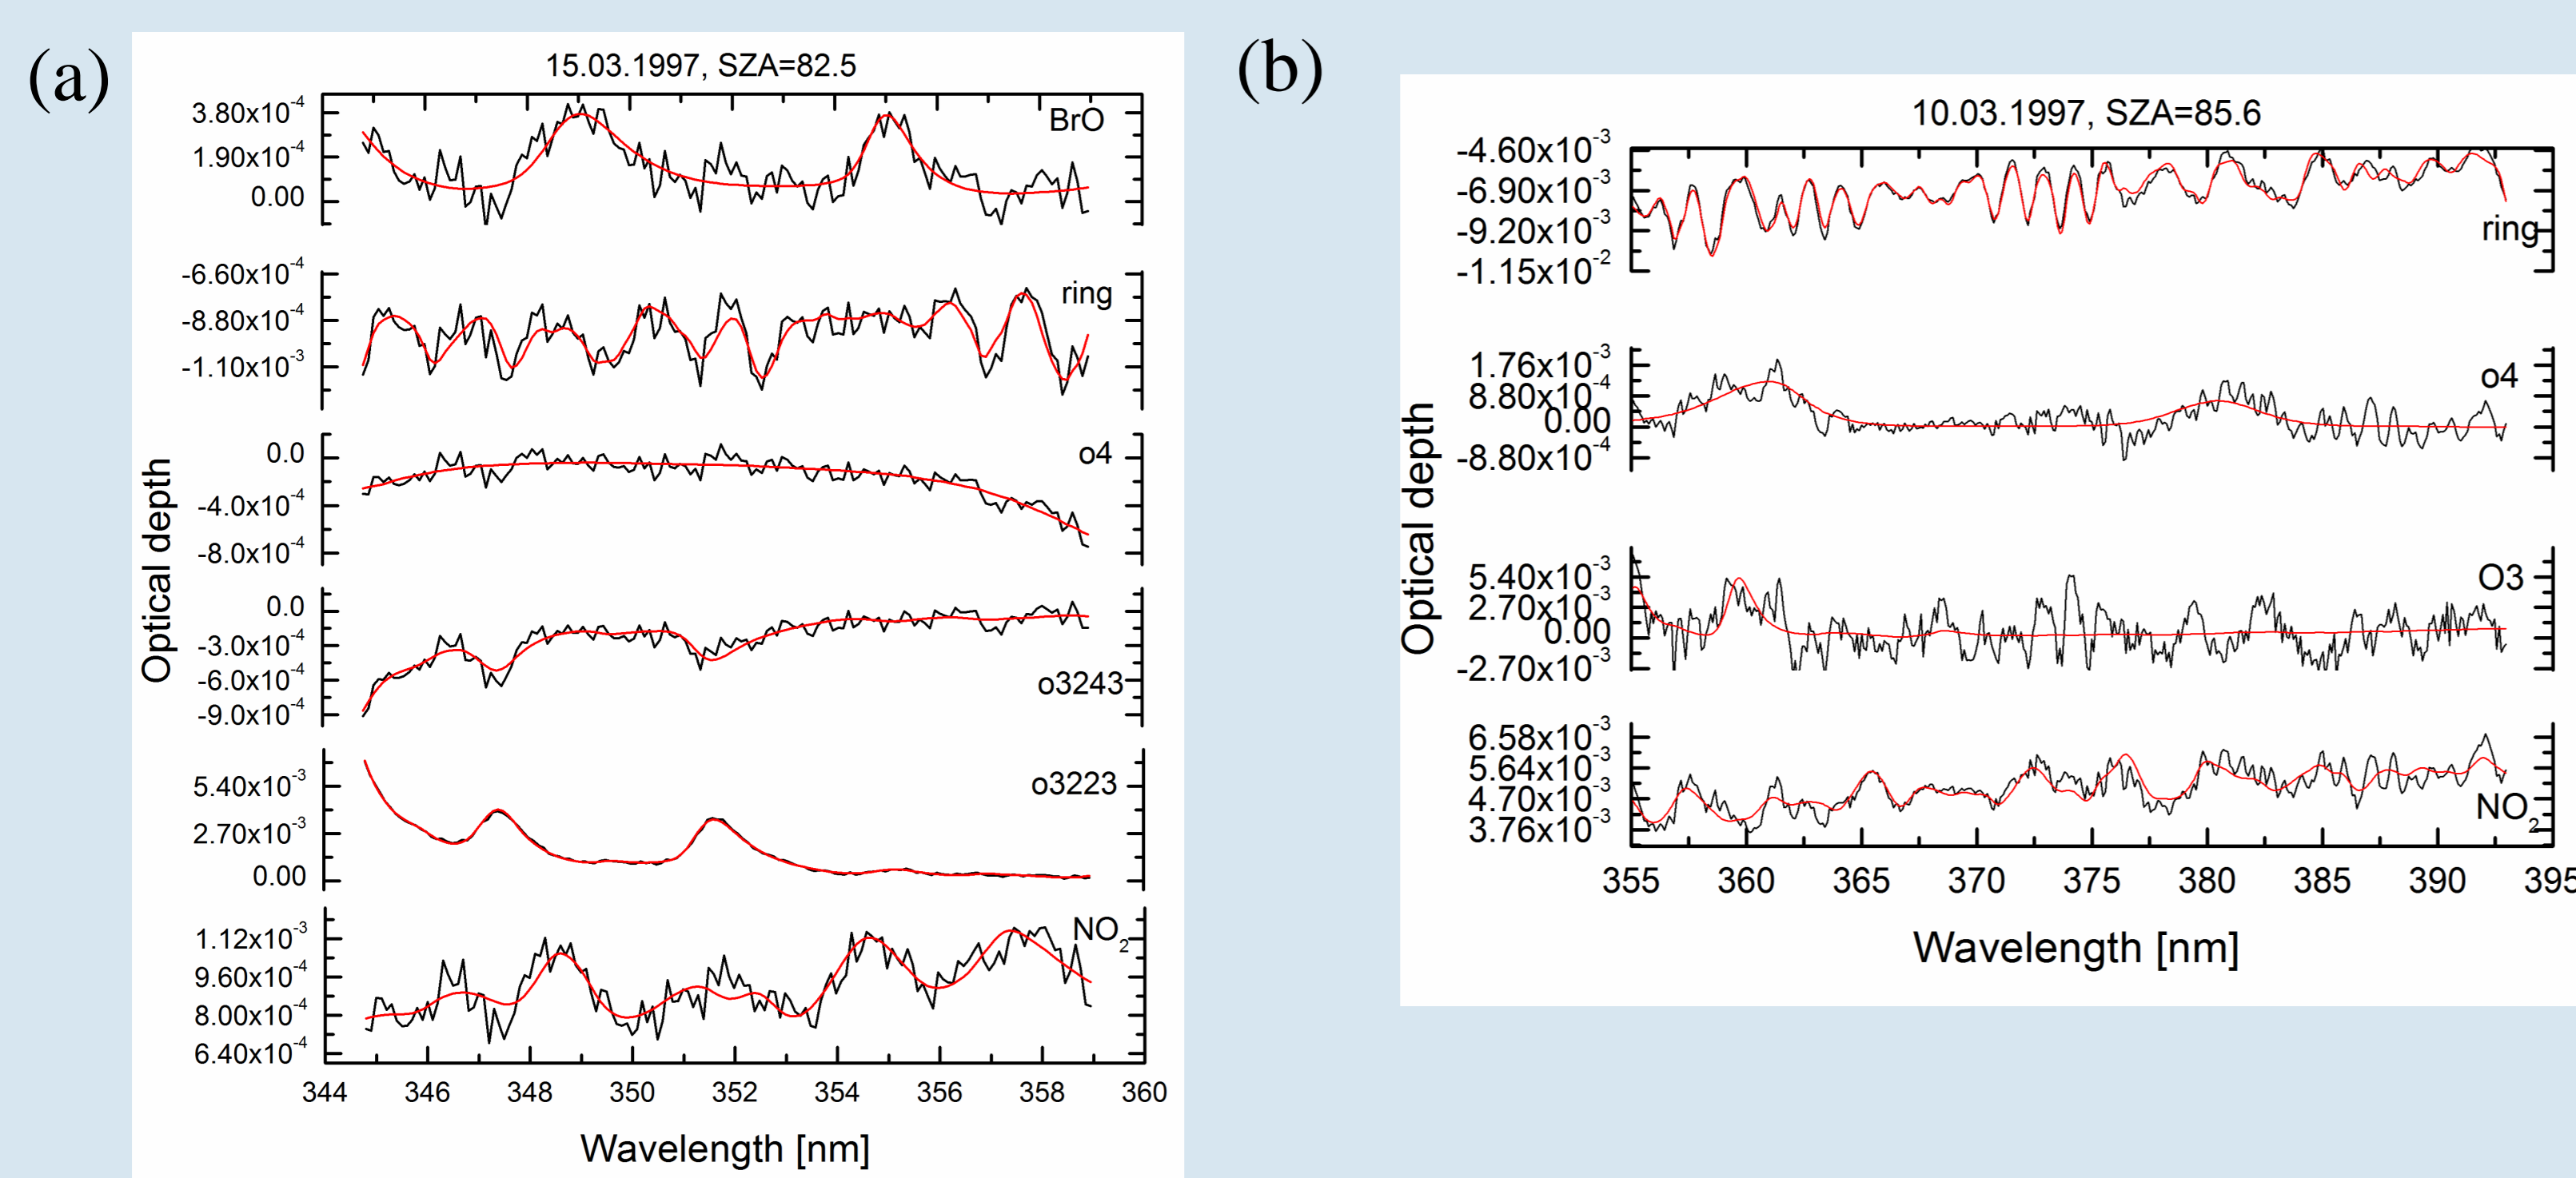 (a)
15.03.1997, SZA=82.5
3.80x10⁻⁴
1.90x10⁻⁴
0.00
BrO
-6.60x10⁻⁴
-8.80x10⁻⁴
-1.10x10⁻³
ring
0.0
-4.0x10⁻⁴
-8.0x10⁻⁴
o4
0.0
-3.0x10⁻⁴
-6.0x10⁻⁴
-9.0x10⁻⁴
o3243
5.40x10⁻³
2.70x10⁻³
0.00
o3223
1.12x10⁻³
9.60x10⁻⁴
8.00x10⁻⁴
6.40x10⁻⁴
NO₂
Optical depth
344 346 348 350 352 354 356 358 360
Wavelength [nm]
(b)
10.03.1997, SZA=85.6
-4.60x10⁻³
-6.90x10⁻³
-9.20x10⁻³
-1.15x10⁻²
ring
1.76x10⁻³
8.80x10⁻⁴
0.00
-8.80x10⁻⁴
o4
5.40x10⁻³
2.70x10⁻³
0.00
-2.70x10⁻³
O3
6.58x10⁻³
5.64x10⁻³
4.70x10⁻³
3.76x10⁻³
NO₂
Optical depth
355 360 365 370 375 380 385 390 395
Wavelength [nm]